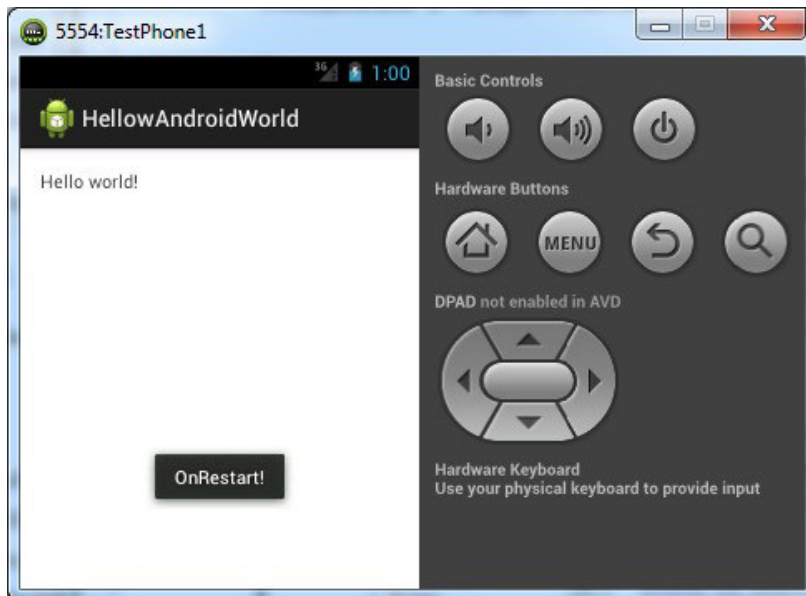 5554:TestPhone1
3G 1:00
HellowAndroidWorld
Hello world!
OnRestart!
Basic Controls
Hardware Buttons
MENU
DPAD not enabled in AVD
Hardware Keyboard
Use your physical keyboard to provide input